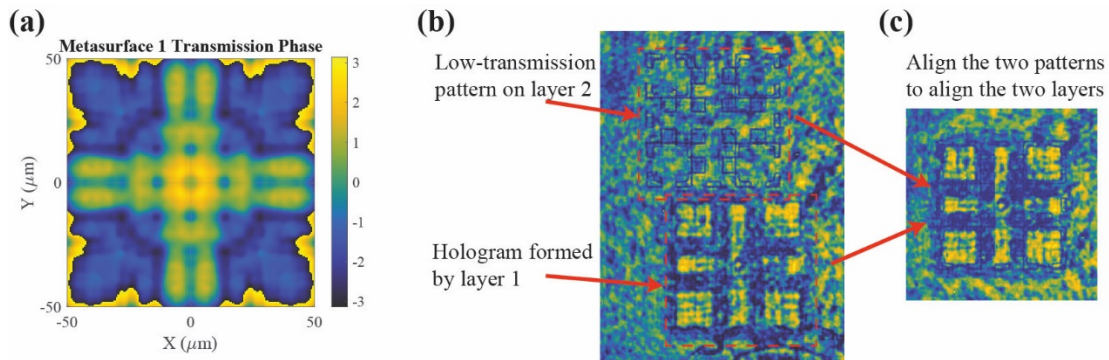 (a)
Metasurface 1 Transmission Phase
50
0
-50
Y (μm)
-50
0
50
X (μm)
3
2
1
0
-1
-2
-3
(b)
Low-transmission
pattern on layer 2
Hologram formed
by layer 1
(c)
Align the two patterns
to align the two layers